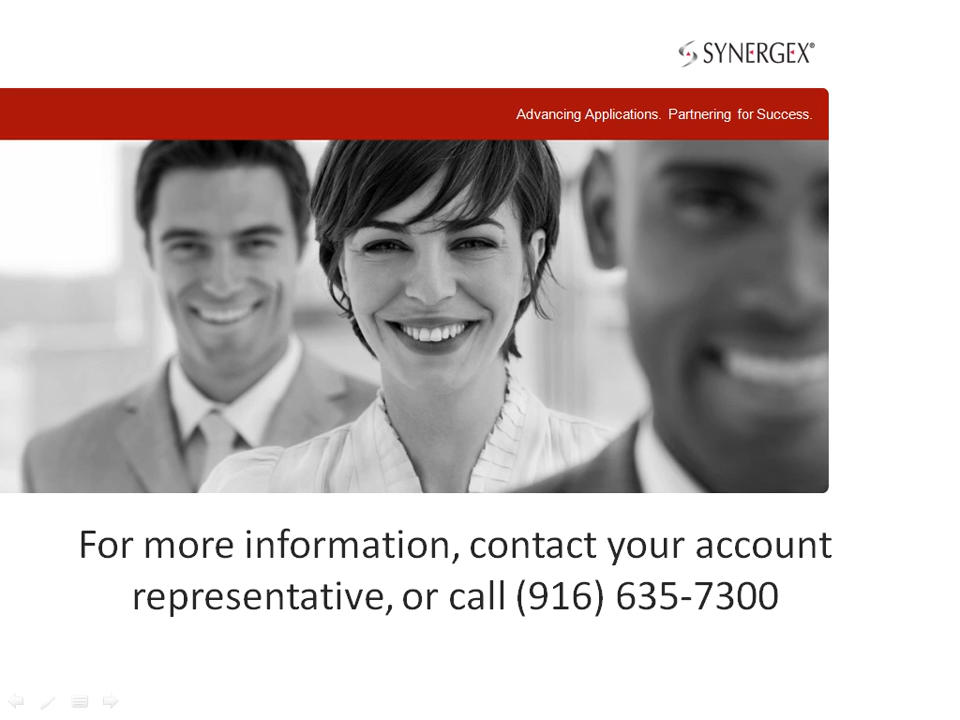 SYNERGEX®
Advancing Applications. Partnering for Success.
For more information, contact your account
representative, or call (916) 635-7300